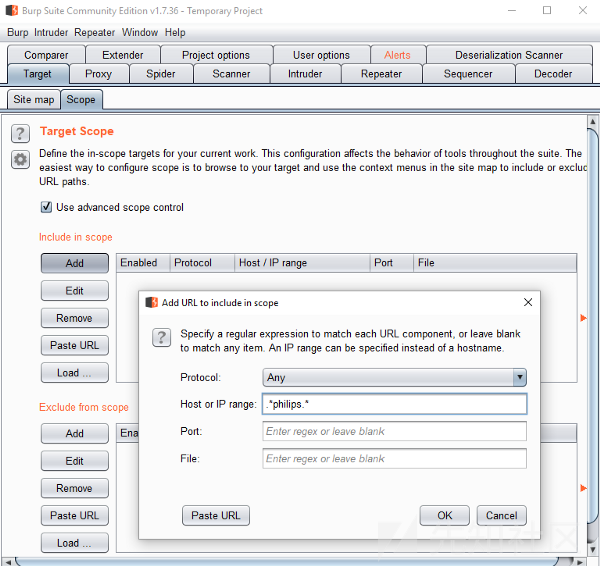 Burp Suite Community Edition v1.7.36 - Temporary Project
Burp Intruder Repeater Window Help
Comparer Extender Project options User options Alerts Deserialization Scanner
Target Proxy Spider Scanner Intruder Repeater Sequencer Decoder
Site map Scope
? Target Scope
Define the in-scope targets for your current work. This configuration affects the behavior of tools throughout the suite. The
easiest way to configure scope is to browse to your target and use the context menus in the site map to include or exclud
URL paths.
Use advanced scope control
Include in scope
Add Enabled Protocol Host / IP range Port File
Edit
Remove
Paste URL
Load ...
Add URL to include in scope
? Specify a regular expression to match each URL component, or leave blank
to match any item. An IP range can be specified instead of a hostname.
Protocol: Any
Host or IP range: .*philips.*
Port: Enter regex or leave blank
File: Enter regex or leave blank
Paste URL OK Cancel
Exclude from scope
Add Ena
Edit
Remove
Paste URL
Load ...